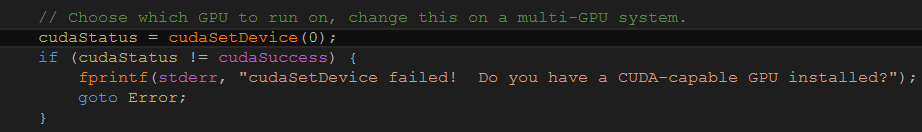 // Choose which GPU to run on, change this on a multi-GPU system.
cudaStatus = cudaSetDevice(0);
if (cudaStatus != cudaSuccess) {
    fprintf(stderr, "cudaSetDevice failed!  Do you have a CUDA-capable GPU installed?");
    goto Error;
}